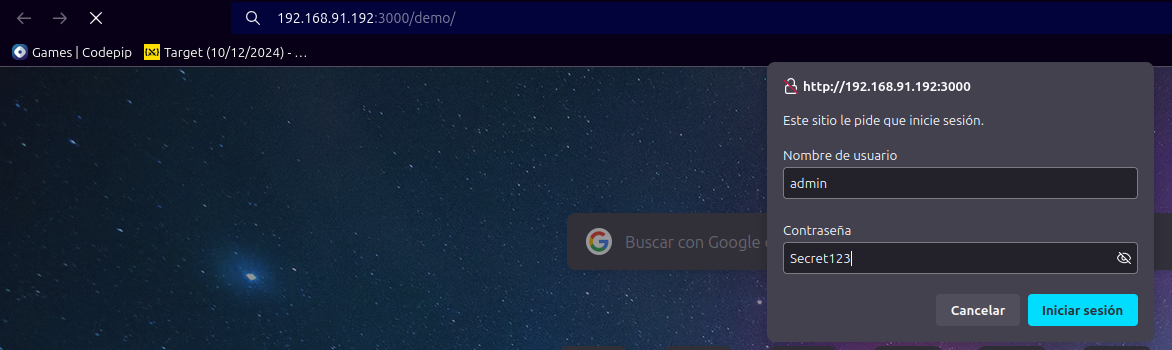 192.168.91.192:3000/demo/
Games | Codepip
Target (10/12/2024) - ...
http://192.168.91.192:3000
Este sitio le pide que inicie sesión.
Nombre de usuario
admin
Buscar con Google
Contraseña
Secret123
Cancelar
Iniciar sesión